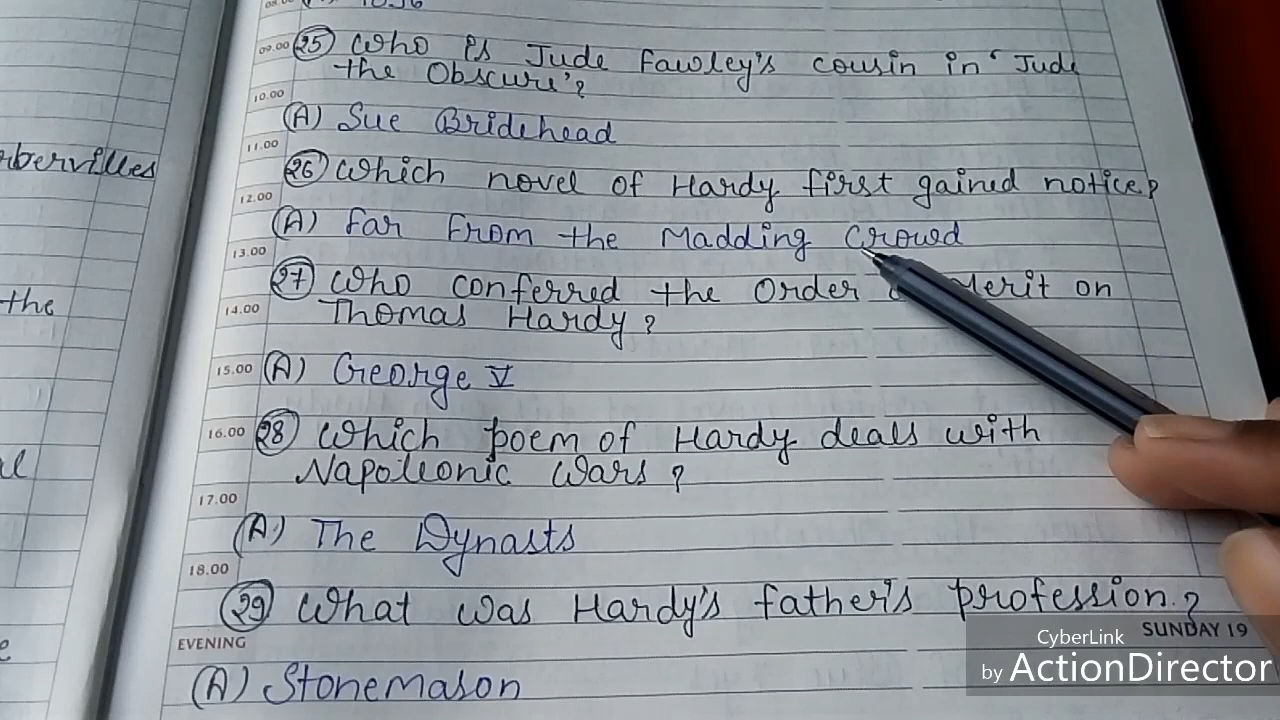 09.00 (25) Who is Jude Fawley's cousin in 'Jude
the Obscure'?
10.00
(A) Sue Bridehead
11.00
(26) Which novel of Hardy first gained notice?
12.00
(A) Far From the Madding Crowd
13.00
(27) Who conferred the Order Merit on
14.00 Thomas Hardy?
15.00 (A) George V
16.00 (28) Which poem of Hardy deals with
Napoleonic Wars?
17.00
(A) The Dynasts
18.00
(29) What was Hardy's father's profession?
EVENING
SUNDAY 19
(A) Stonemason
the
CyberLink
by ActionDirector